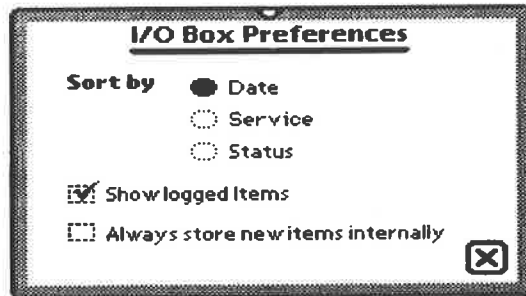 I/O Box Preferences
Sort by Date
Service
Status
Show logged Items
Always store new items internally